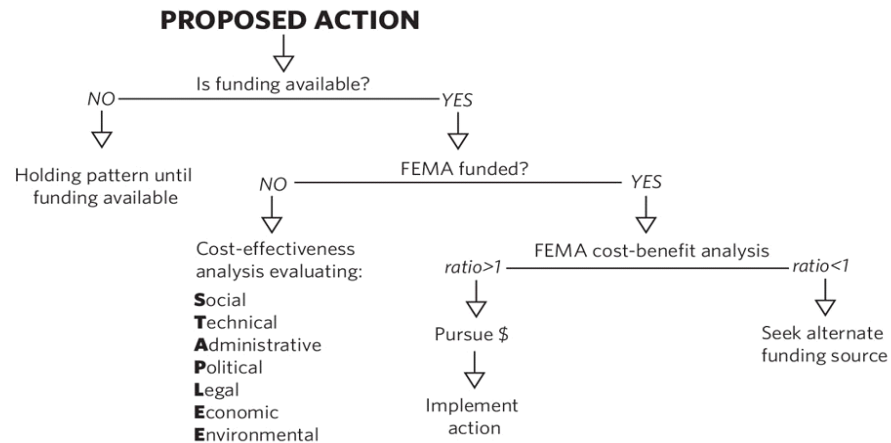 PROPOSED ACTION
Is funding available?
NO
YES
Holding pattern until
funding available
FEMA funded?
NO
YES
Cost-effectiveness
analysis evaluating:
Social
Technical
Administrative
Political
Legal
Economic
Environmental
FEMA cost-benefit analysis
ratio>1
ratio<1
Pursue $
Implement
action
Seek alternate
funding source